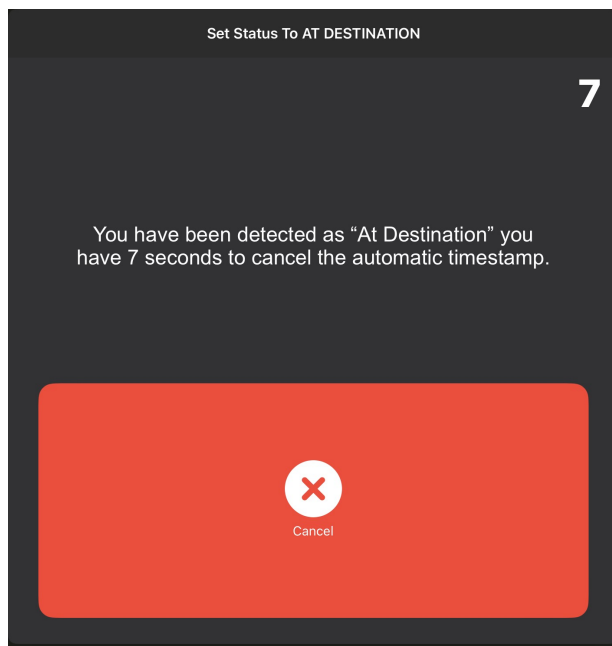 Set Status To AT DESTINATION
7
You have been detected as “At Destination” you
have 7 seconds to cancel the automatic timestamp.
Cancel